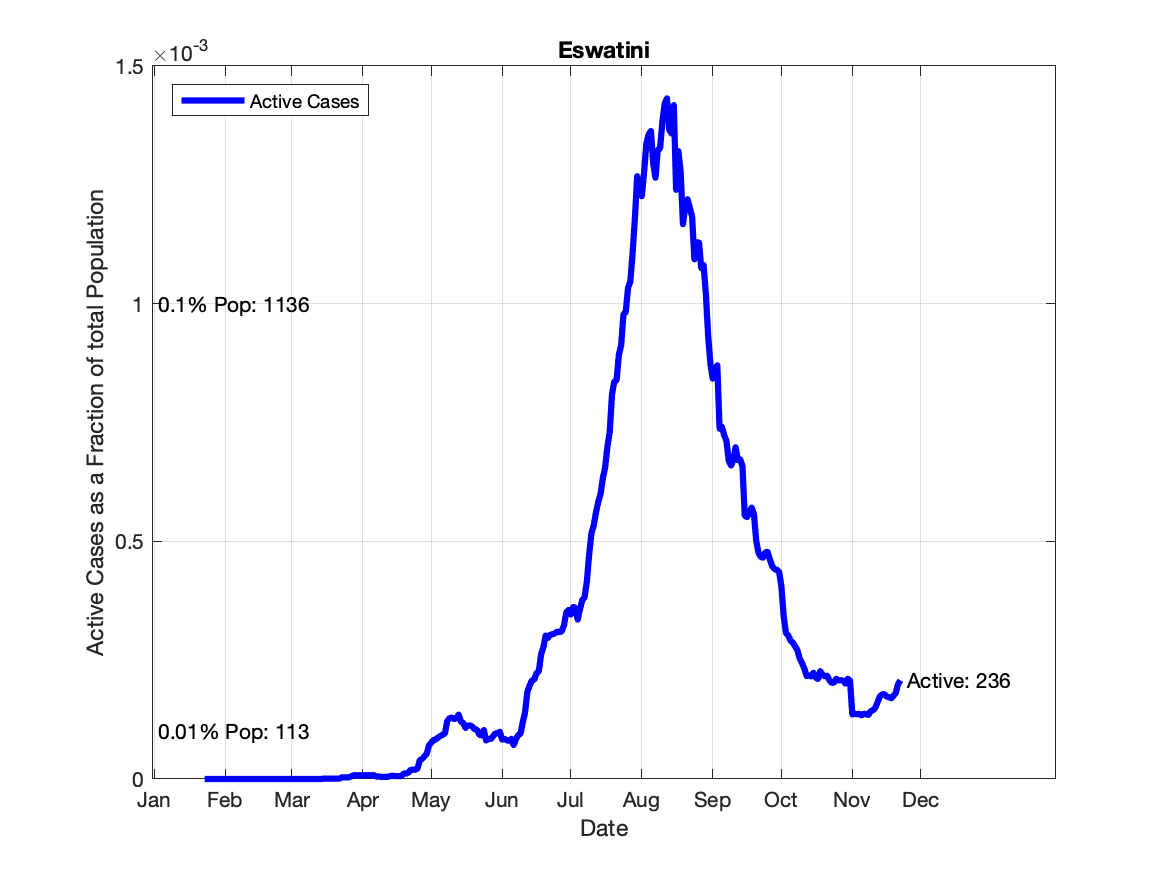 Eswatini
×10⁻³
1.5
Active Cases
1
0.1% Pop: 1136
0.5
0.01% Pop: 113
Active: 236
0
Jan Feb Mar Apr May Jun Jul Aug Sep Oct Nov Dec
Date
Active Cases as a Fraction of total Population